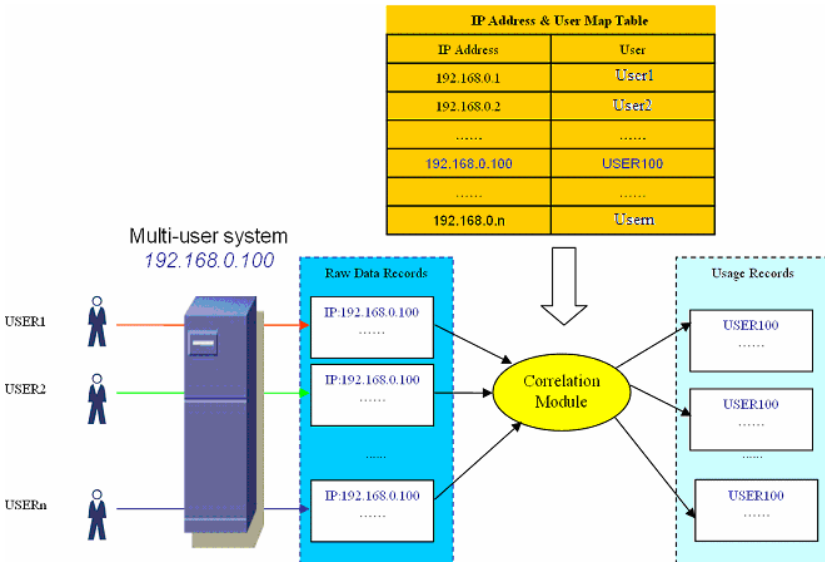 IP Address & User Map Table
IP Address User
192.168.0.1 User1
192.168.0.2 User2
...... ......
192.168.0.100 USER100
...... ......
192.168.0.n Usern
Multi-user system
192.168.0.100
Raw Data Records
Usage Records
USER1
IP:192.168.0.100
......
USER100
......
USER2
IP:192.168.0.100
......
Correlation
Module
USER100
......
......
......
USERn
IP:192.168.0.100
......
USER100
......